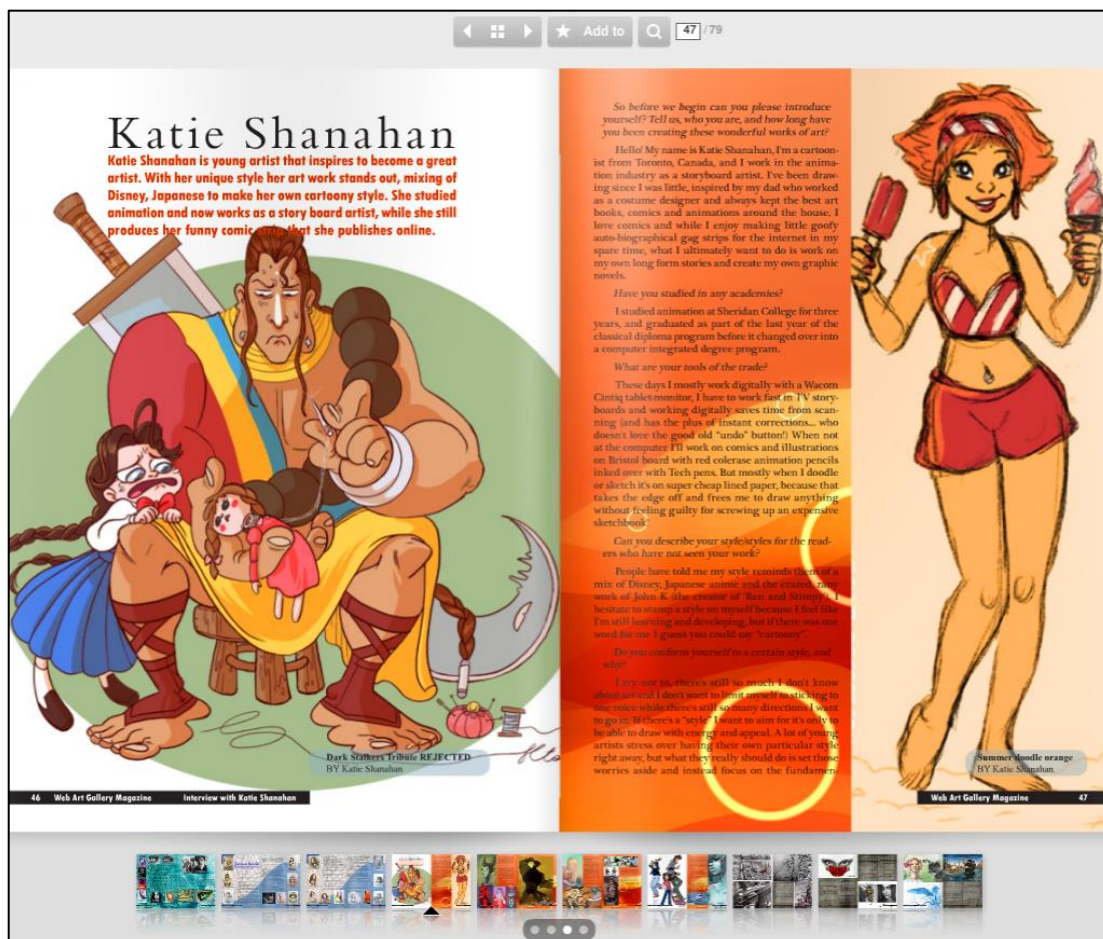 Add to
47 / 79
Katie Shanahan
Katie Shanahan is young artist that inspires to become a great
artist. With her unique style her art work stands out, mixing of
Disney, Japanese to make her own cartoony style. She studied
animation and now works as a story board artist, while she still
produces her funny comic strip that she publishes online.
Dark Stalkers Tribute REJECTED
BY Katie Shanahan
46 Web Art Gallery Magazine Interview with Katie Shanahan
So before we begin can you please introduce
yourself? Tell us, who you are, and how long have
you been creating these wonderful works of art?
Hello! My name is Katie Shanahan, I'm a cartoon-
ist from Toronto, Canada, and I work in the anima-
tion industry as a storyboard artist. I've been draw-
ing since I was little, inspired by my dad who worked
as a costume designer and always kept the best art
books, comics and animations around the house, I
love comics and while I enjoy making little goofy
auto-biographical gag strips for the internet in my
spare time, what I ultimately want to do is work on
my own long form stories and create my own graphic
novels.
Have you studied in any academies?
I studied animation at Sheridan College for three
years, and graduated as part of the last year of the
classical diploma program before it changed over into
a computer integrated degree program.
What are your tools of the trade?
These days I mostly work digitally with a Wacom
Cintiq tablet-monitor, I have to work fast in TV story-
boards and working digitally saves time from scan-
ning (and has the plus of instant corrections... who
doesn't love the good old "undo" button!) When not
at the computer I'll work on comics and illustrations
on Bristol board with red colerase animation pencils
inked over with Tech pens. But mostly when I doodle
or sketch it's on super cheap lined paper, because that
takes the edge off and frees me to draw anything
without feeling guilty for screwing up an expensive
sketchbook"
Can you describe your style/styles for the read-
ers who have not seen your work?
People have told me my style reminds them of a
mix of Disney, Japanese anime and the crazed, zany
work of John K (the creator of 'Ren and Stimpy'). I
hesitate to stamp a style on myself because I feel like
I'm still learning and developing, but if there was one
word for me I guess you could say "cartoony".
Do you conform yourself to a certain style, and
why?
I try not to, there's still so much I don't know
about art and I don't want to limit myself to sticking to
one voice while there's still so many directions I want
to go in. If there's a "style" I want to aim for it's only to
be able to draw with energy and appeal. A lot of young
artists stress over having their own particular style
right away, but what they really should do is set those
worries aside and instead focus on the fundamen-
Summer doodle orange
BY Katie Shanahan
Web Art Gallery Magazine 47